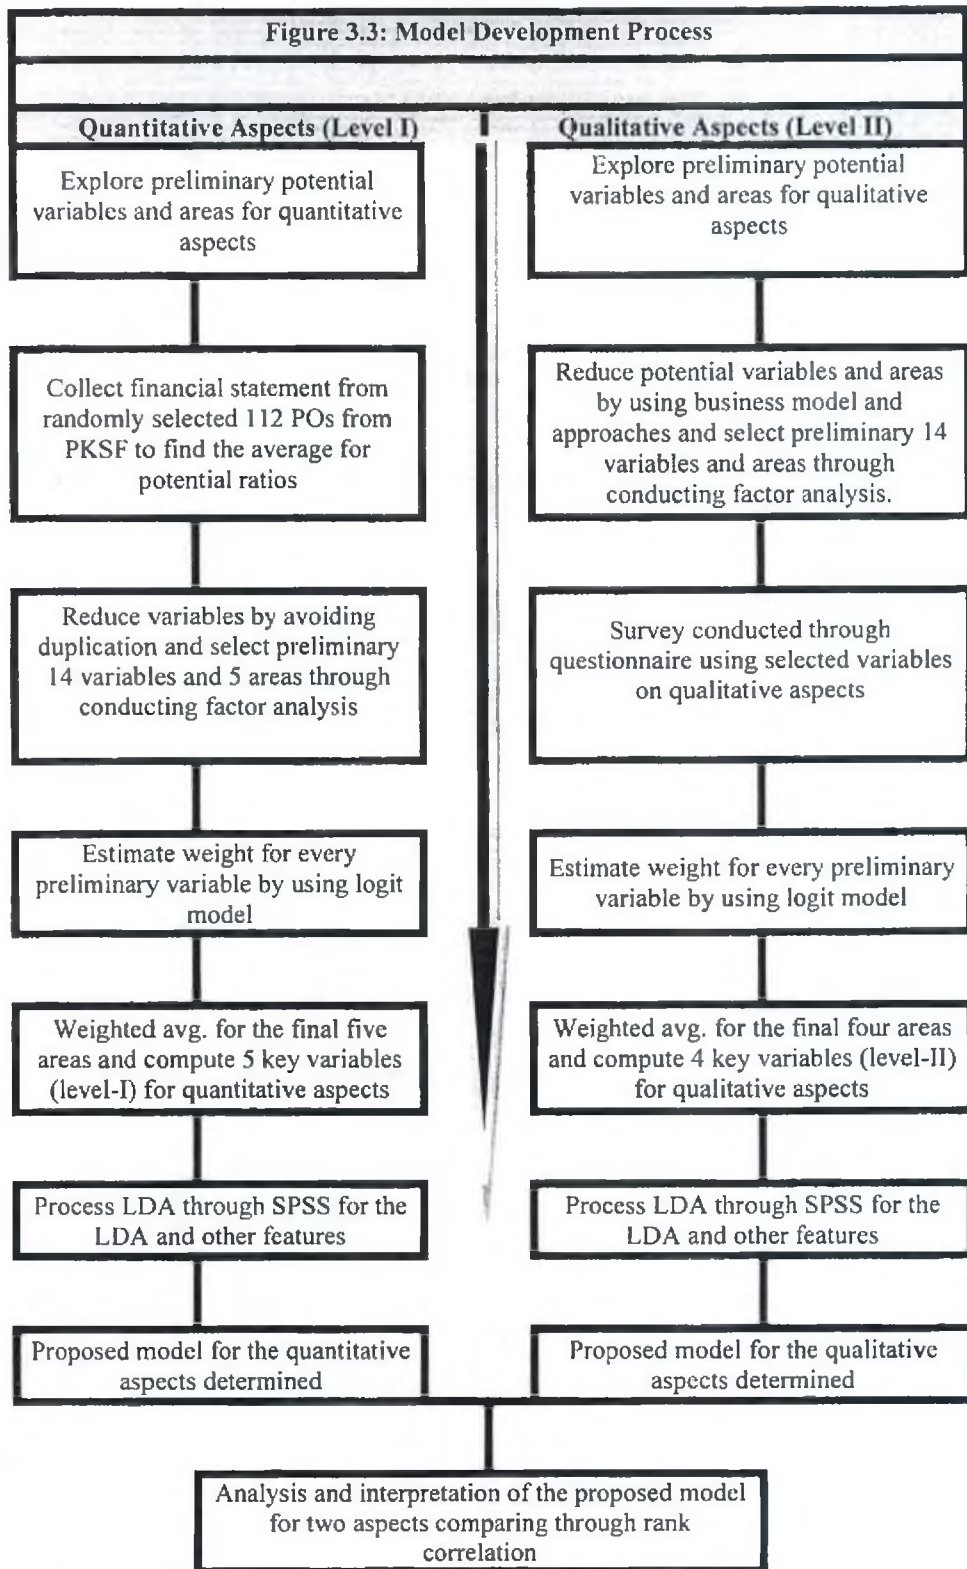 Figure 3.3: Model Development Process
Quantitative Aspects (Level I)
Explore preliminary potential
variables and areas for quantitative
aspects
Collect financial statement from
randomly selected 112 POs from
PKSF to find the average for
potential ratios
Reduce variables by avoiding
duplication and select preliminary
14 variables and 5 areas through
conducting factor analysis
Estimate weight for every
preliminary variable by using logit
model
Weighted avg. for the final five
areas and compute 5 key variables
(level-I) for quantitative aspects
Process LDA through SPSS for the
LDA and other features
Proposed model for the quantitative
aspects determined
Qualitative Aspects (Level II)
Explore preliminary potential
variables and areas for qualitative
aspects
Reduce potential variables and areas
by using business model and
approaches and select preliminary 14
variables and areas through
conducting factor analysis.
Survey conducted through
questionnaire using selected variables
on qualitative aspects
Estimate weight for every preliminary
variable by using logit model
Weighted avg. for the final four areas
and compute 4 key variables (level-II)
for qualitative aspects
Process LDA through SPSS for the
LDA and other features
Proposed model for the qualitative
aspects determined
Analysis and interpretation of the proposed model
for two aspects comparing through rank
correlation